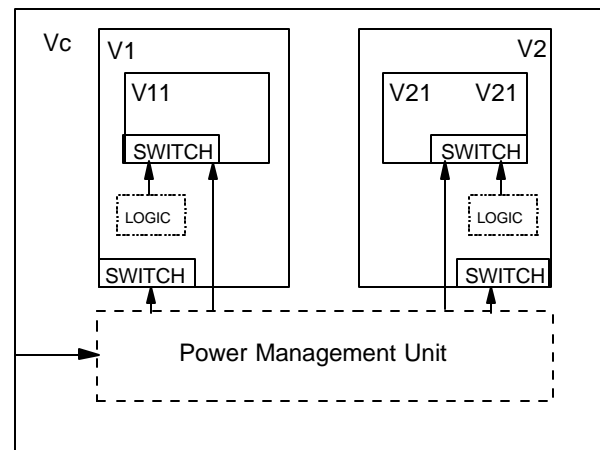 Vc
V1
V11
SWITCH
LOGIC
SWITCH
V2
V21 V21
SWITCH
LOGIC
SWITCH
Power Management Unit